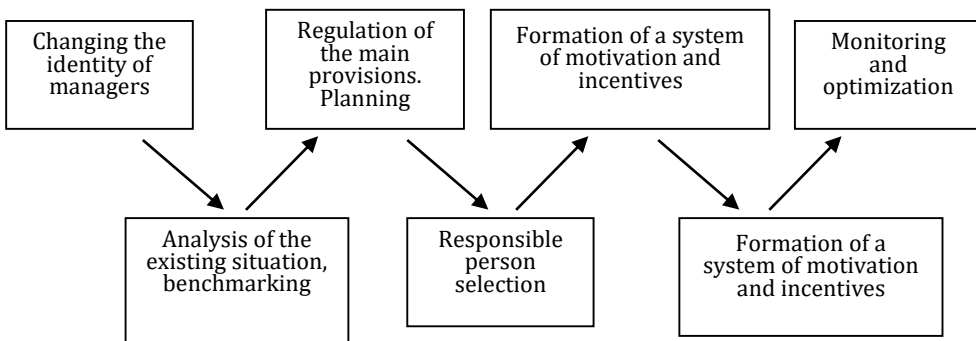 Changing the
identity of
managers
Analysis of the
existing situation,
benchmarking
Regulation of
the main
provisions.
Planning
Responsible
person
selection
Formation of a system
of motivation and
incentives
Formation of a
system of motivation
and incentives
Monitoring
and
optimization